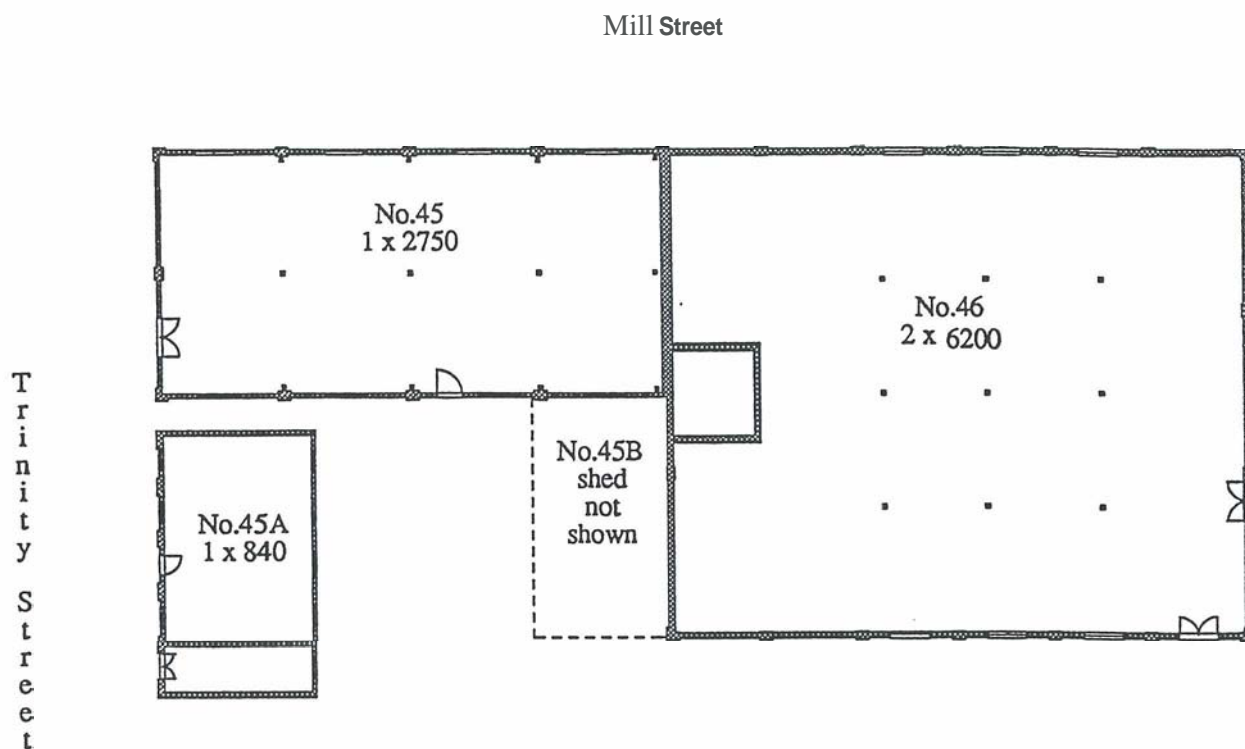 Mill Street
No.45
1 x 2750
No.46
2 x 6200
Trinity Street
No.45B
shed
not
shown
No.45A
1 x 840